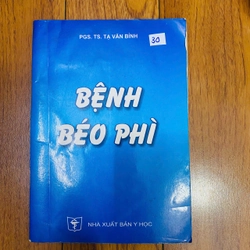 PGS. TS. TẠ VĂN BÌNH
30
BỆNH
BÉO PHÌ
NHÀ XUẤT BẢN Y HỌC